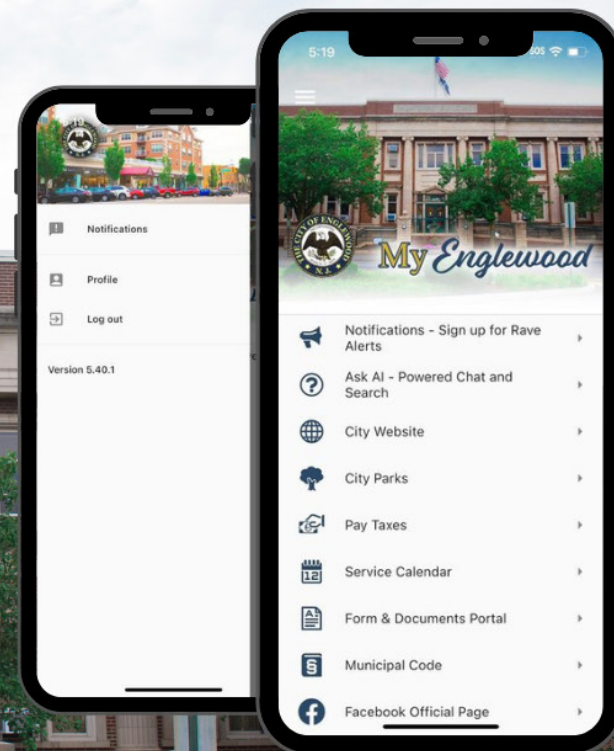 Notifications
Profile
Log out
Version 5.40.1
5:19
SOS
THE CITY OF ENGLEWOOD
N.J.
My Englewood
Notifications - Sign up for Rave
Alerts
Ask AI - Powered Chat and
Search
City Website
City Parks
Pay Taxes
12
Service Calendar
Form & Documents Portal
§
Municipal Code
Facebook Official Page